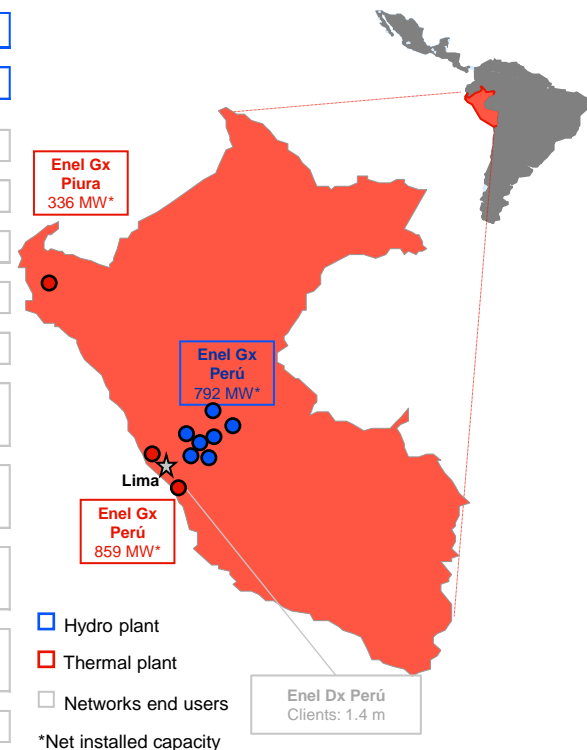 Enel Gx
Piura
336 MW*
Enel Gx
Perú
792 MW*
Lima
Enel Gx
Perú
859 MW*
Hydro plant
Thermal plant
Networks end users
*Net installed capacity
Enel Dx Perú
Clients: 1.4 m